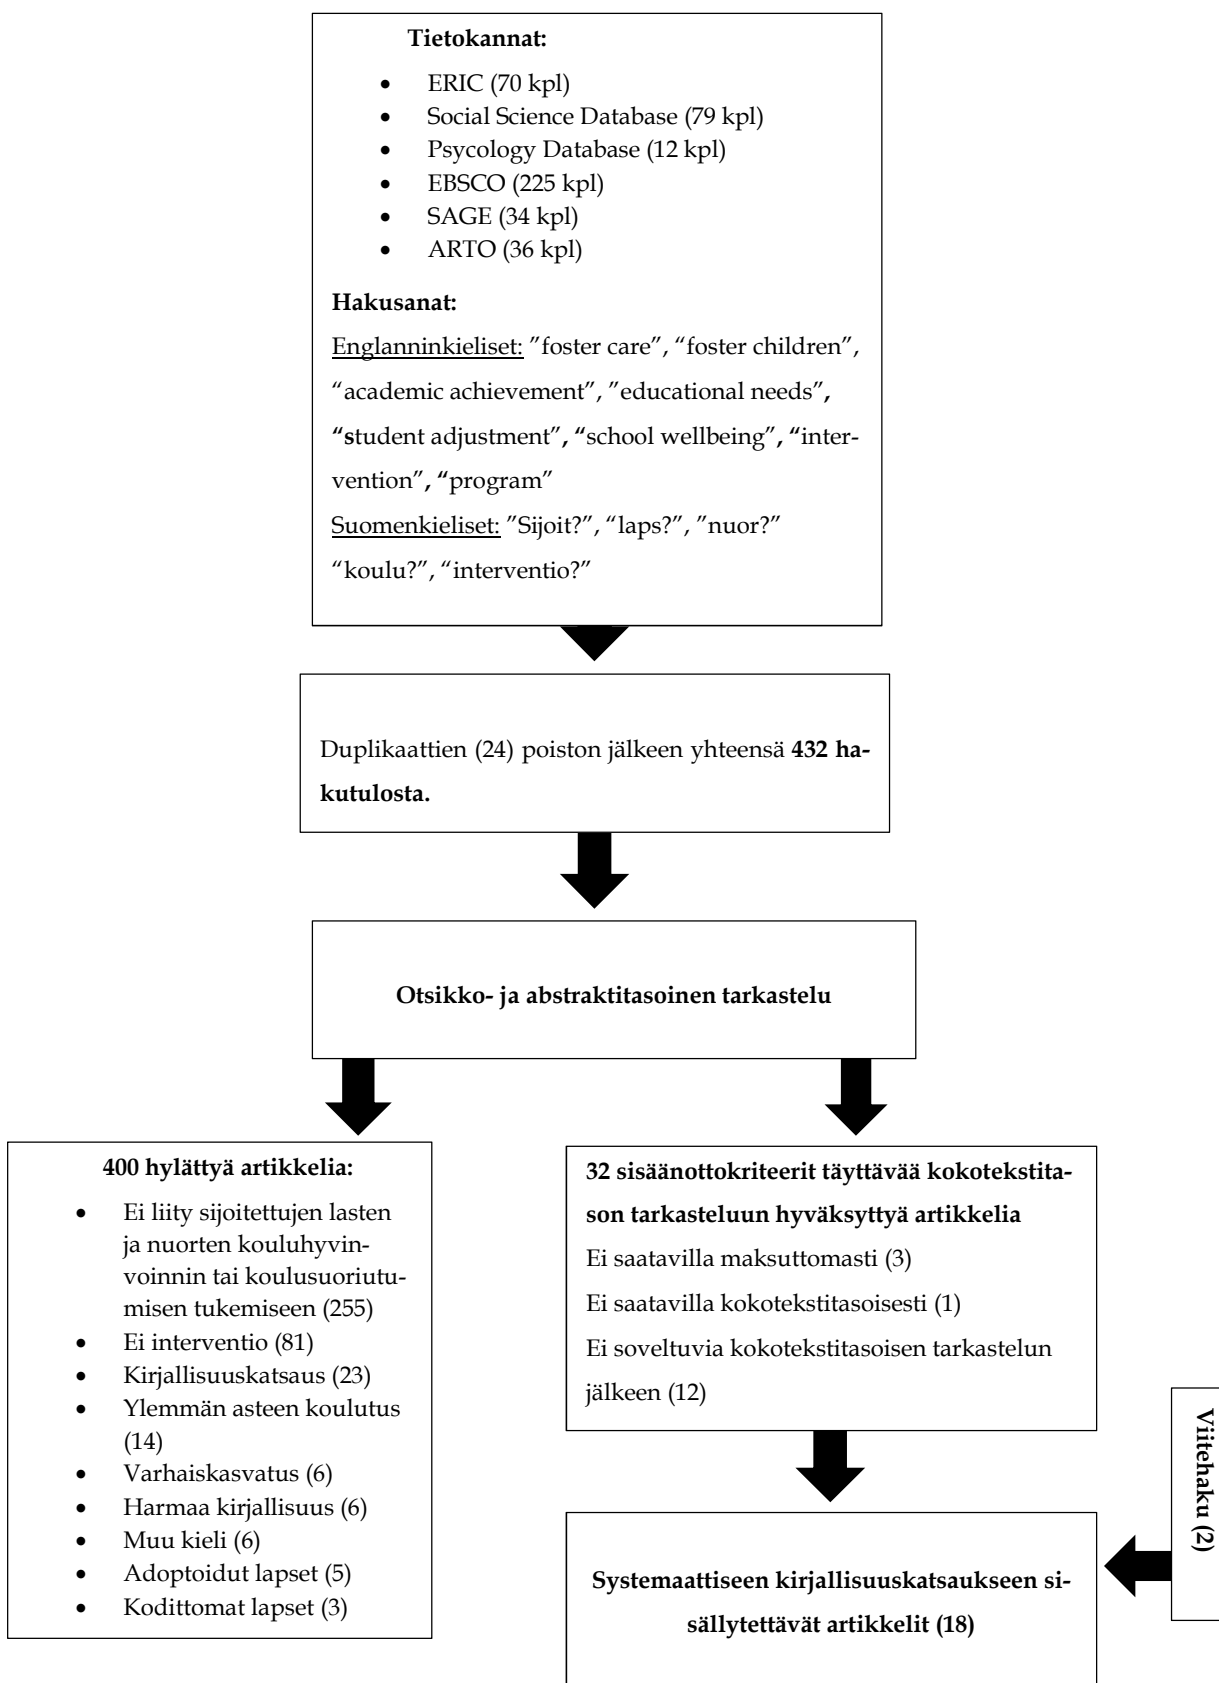 Tietokannat:
• ERIC (70 kpl)
• Social Science Database (79 kpl)
• Psycology Database (12 kpl)
• EBSCO (225 kpl)
• SAGE (34 kpl)
• ARTO (36 kpl)
Hakusanat:
Englanninkieliset: ”foster care”, “foster children”,
“academic achievement”, ”educational needs”,
“student adjustment”, “school wellbeing”, “inter-
vention”, “program”
Suomenkieliset: ”Sijoit?”, “laps?”, ”nuor?”
“koulu?”, “interventio?”
Duplikaattien (24) poiston jälkeen yhteensä 432 ha-
kutulosta.
Otsikko- ja abstraktitasoinen tarkastelu
400 hylättyä artikkelia:
• Ei liity sijoitettujen lasten
ja nuorten kouluhyvin-
voinnin tai koulusuoriutu-
misen tukemiseen (255)
• Ei interventio (81)
• Kirjallisuuskatsaus (23)
• Ylemmän asteen koulutus
(14)
• Varhaiskasvatus (6)
• Harmaa kirjallisuus (6)
• Muu kieli (6)
• Adoptoidut lapset (5)
• Kodittomat lapset (3)
32 sisäänottokriteerit täyttävää kokotekstita-
son tarkasteluun hyväksyttyä artikkelia
Ei saatavilla maksuttomasti (3)
Ei saatavilla kokotekstitasoisesti (1)
Ei soveltuvia kokotekstitasoisen tarkastelun
jälkeen (12)
Viitehaku (2)
Systemaattiseen kirjallisuuskatsaukseen si-
sällytettävät artikkelit (18)